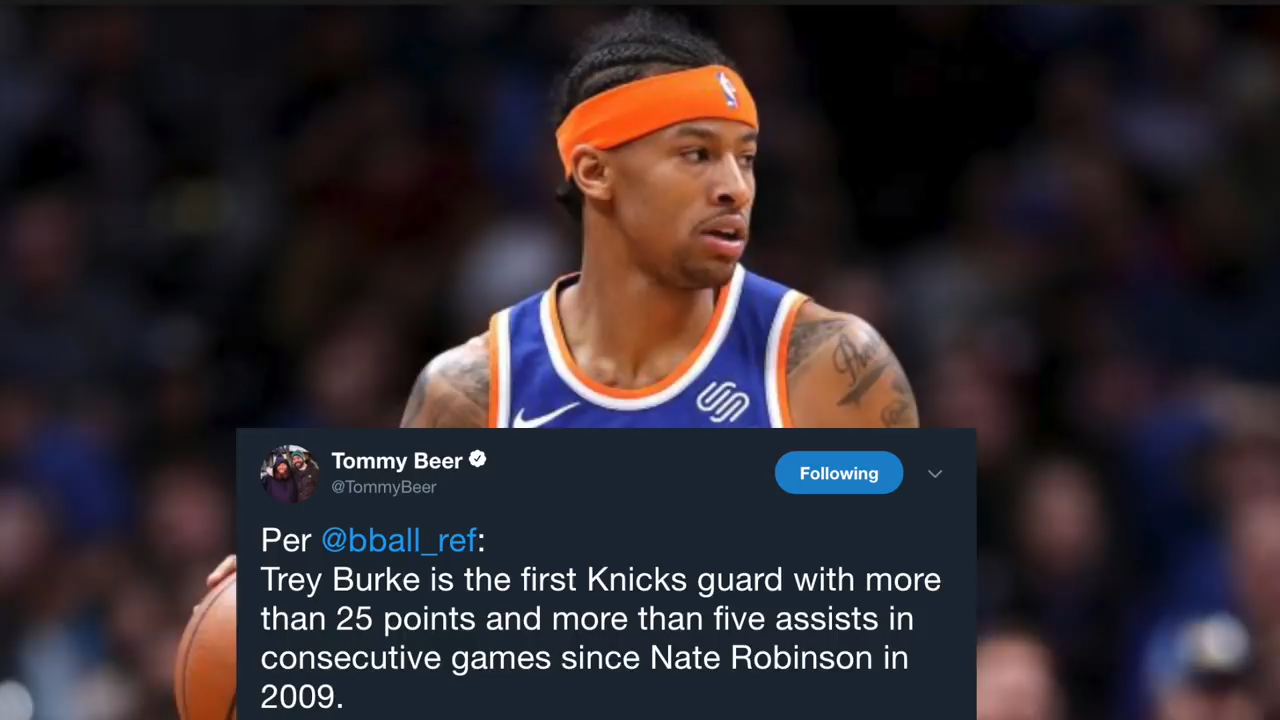 Tommy Beer
@TommyBeer
Following
Per @bball_ref:
Trey Burke is the first Knicks guard with more
than 25 points and more than five assists in
consecutive games since Nate Robinson in
2009.